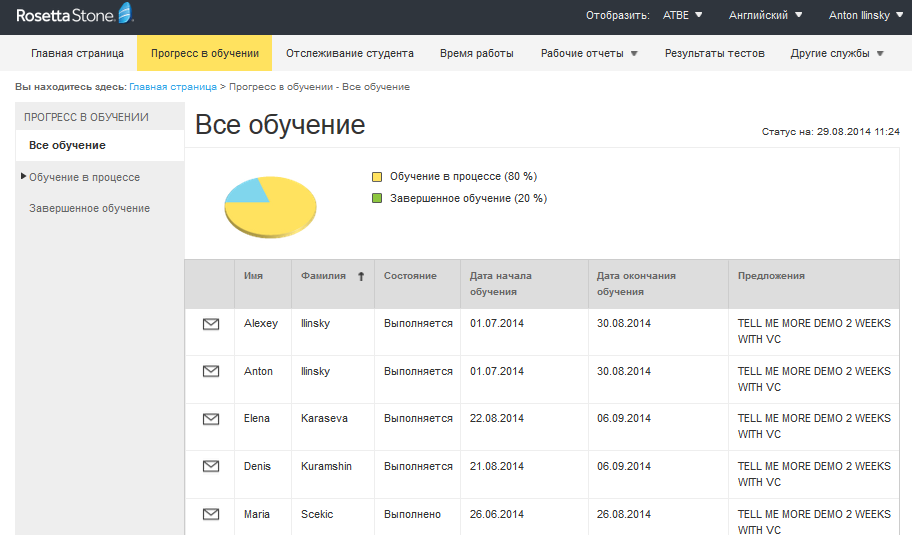 RosettaStone
Отобразить: ATBE Английский Anton Ilinsky
Главная страница Прогресс в обучении Отслеживание студента Время работы Рабочие отчеты Результаты тестов Другие службы
Вы находитесь здесь: Главная страница > Прогресс в обучении - Все обучение
ПРОГРЕСС В ОБУЧЕНИИ
Все обучение
Обучение в процессе
Завершенное обучение
Все обучение
Статус на: 29.08.2014 11:24
Обучение в процессе (80 %)
Завершенное обучение (20 %)
Имя Фамилия Состояние Дата начала Дата окончания Предложения
обучения обучения
Alexey Ilinsky Выполняется 01.07.2014 30.08.2014 TELL ME MORE DEMO 2 WEEKS
WITH VC
Anton Ilinsky Выполняется 01.07.2014 30.08.2014 TELL ME MORE DEMO 2 WEEKS
WITH VC
Elena Karaseva Выполняется 22.08.2014 06.09.2014 TELL ME MORE DEMO 2 WEEKS
WITH VC
Denis Kuramshin Выполняется 21.08.2014 06.09.2014 TELL ME MORE DEMO 2 WEEKS
WITH VC
Maria Scekic Выполнено 26.06.2014 26.08.2014 TELL ME MORE DEMO 2 WEEKS
WITH VC